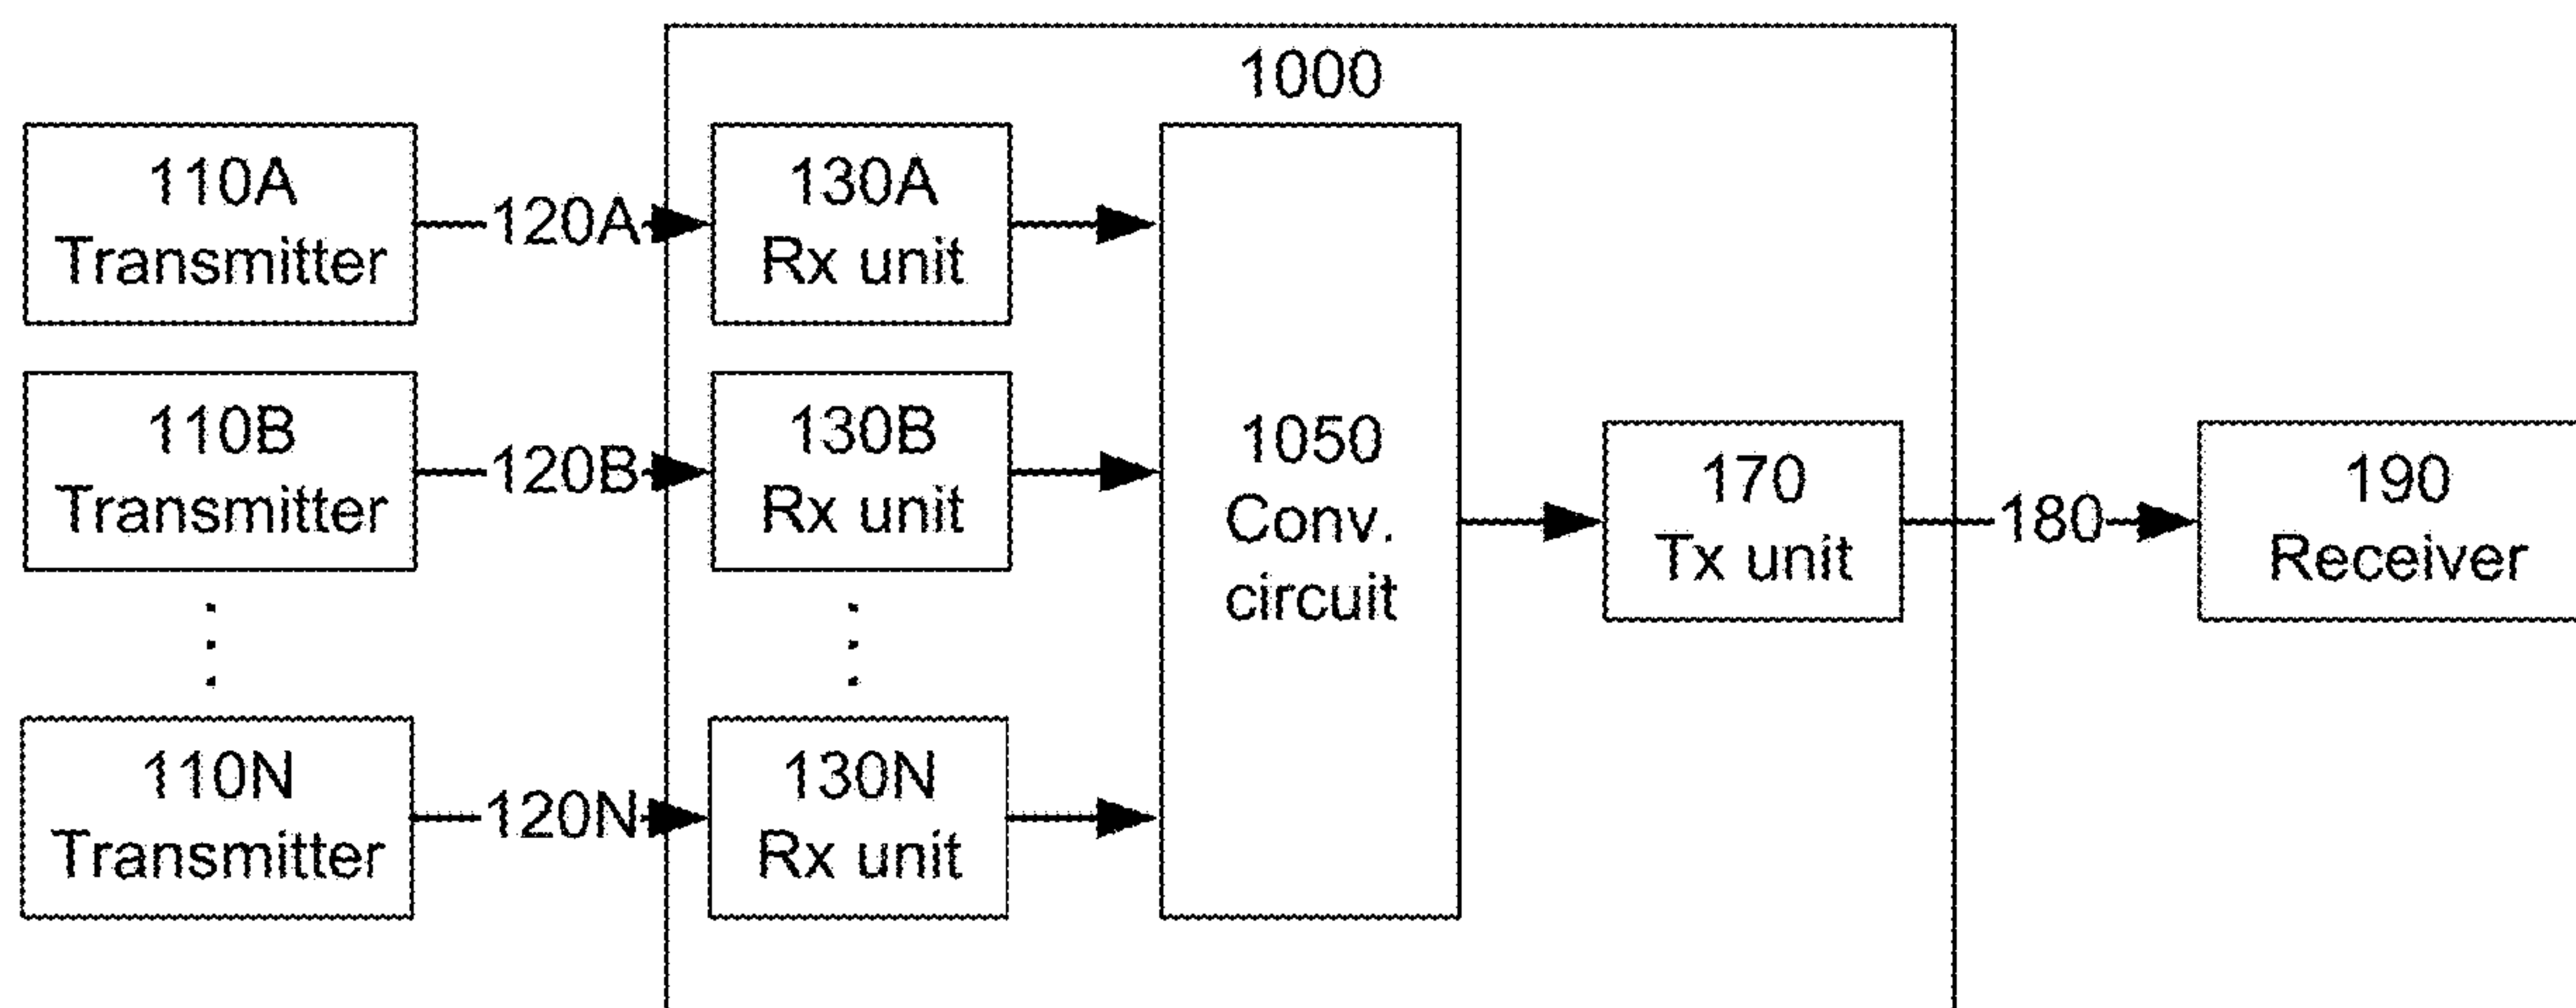 1000
110A
Transmitter
120A
130A
Rx unit
110B
Transmitter
120B
130B
Rx unit
1050
Conv.
circuit
170
Tx unit
180
190
Receiver
110N
Transmitter
120N
130N
Rx unit